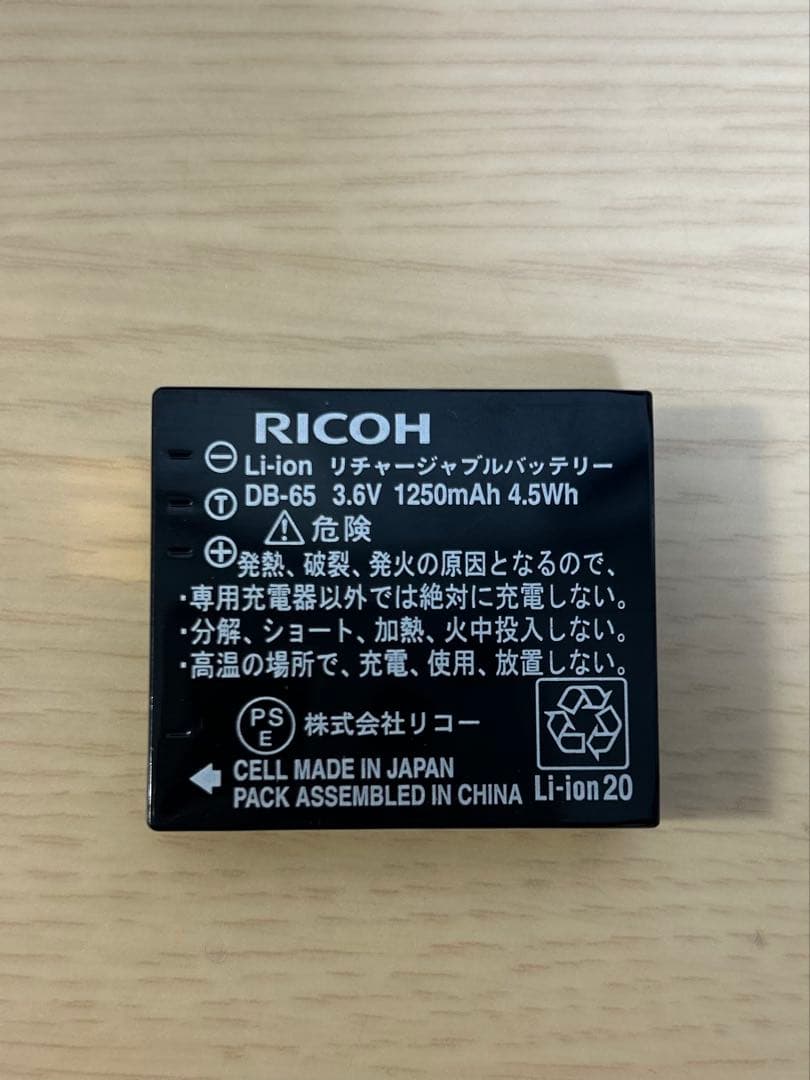 RICOH
Li-ion リチャージャブルバッテリー
DB-65 3.6V 1250mAh 4.5Wh
T
危険
発熱、破裂、発火の原因となるので、
・専用充電器以外では絶対に充電しない。
・分解、ショート、加熱、火中投入しない。
・高温の場所で、充電、使用、放置しない。
PS
E
株式会社リコー
CELL MADE IN JAPAN
PACK ASSEMBLED IN CHINA
Li-ion 20